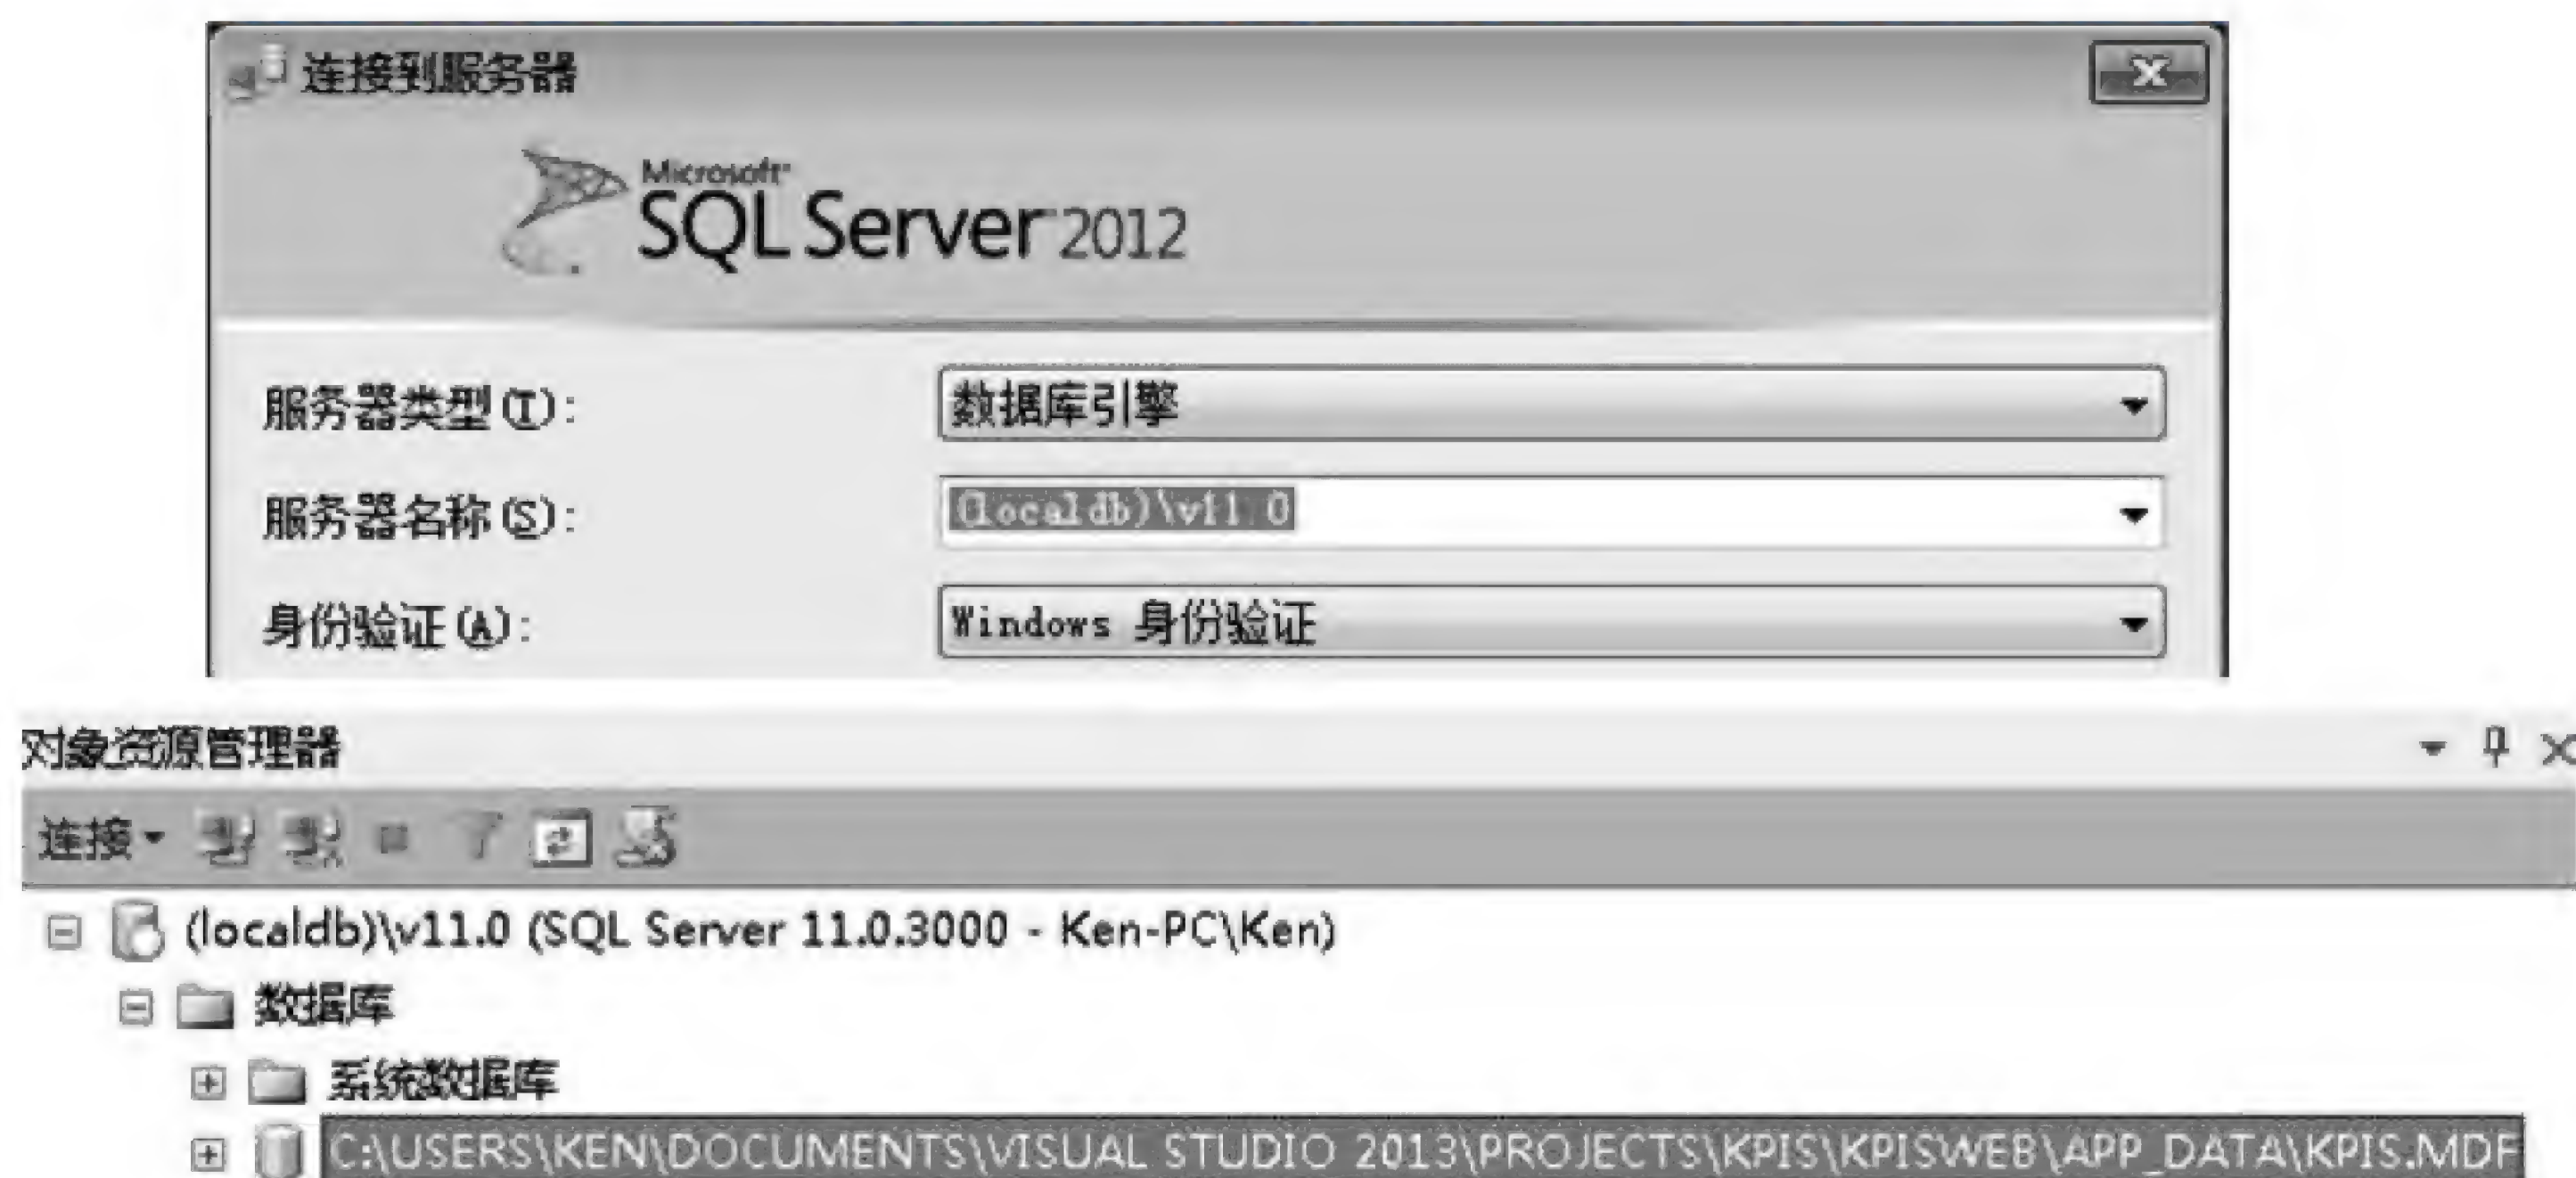 连接到服务器
Microsoft
SQL Server 2012
服务器类型(T): 数据库引擎
服务器名称(S): (localdb)\v11.0
身份验证(A): Windows 身份验证
对象资源管理器
连接
(localdb)\v11.0 (SQL Server 11.0.3000 - Ken-PC\Ken)
数据库
系统数据库
C:\USERS\KEN\DOCUMENTS\VISUAL STUDIO 2013\PROJECTS\KPIS\KPISWEB\APP_DATA\KPIS.MDF